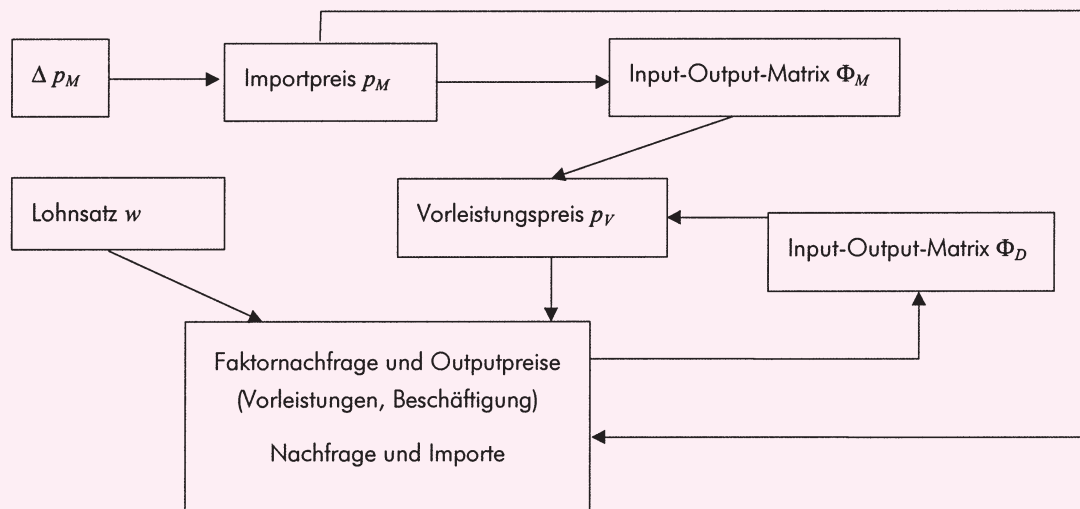 Δ p_M
Importpreis p_M
Input-Output-Matrix Φ_M
Lohnsatz w
Vorleistungspreis p_V
Input-Output-Matrix Φ_D
Faktornachfrage und Outputpreise
(Vorleistungen, Beschäftigung)
Nachfrage und Importe